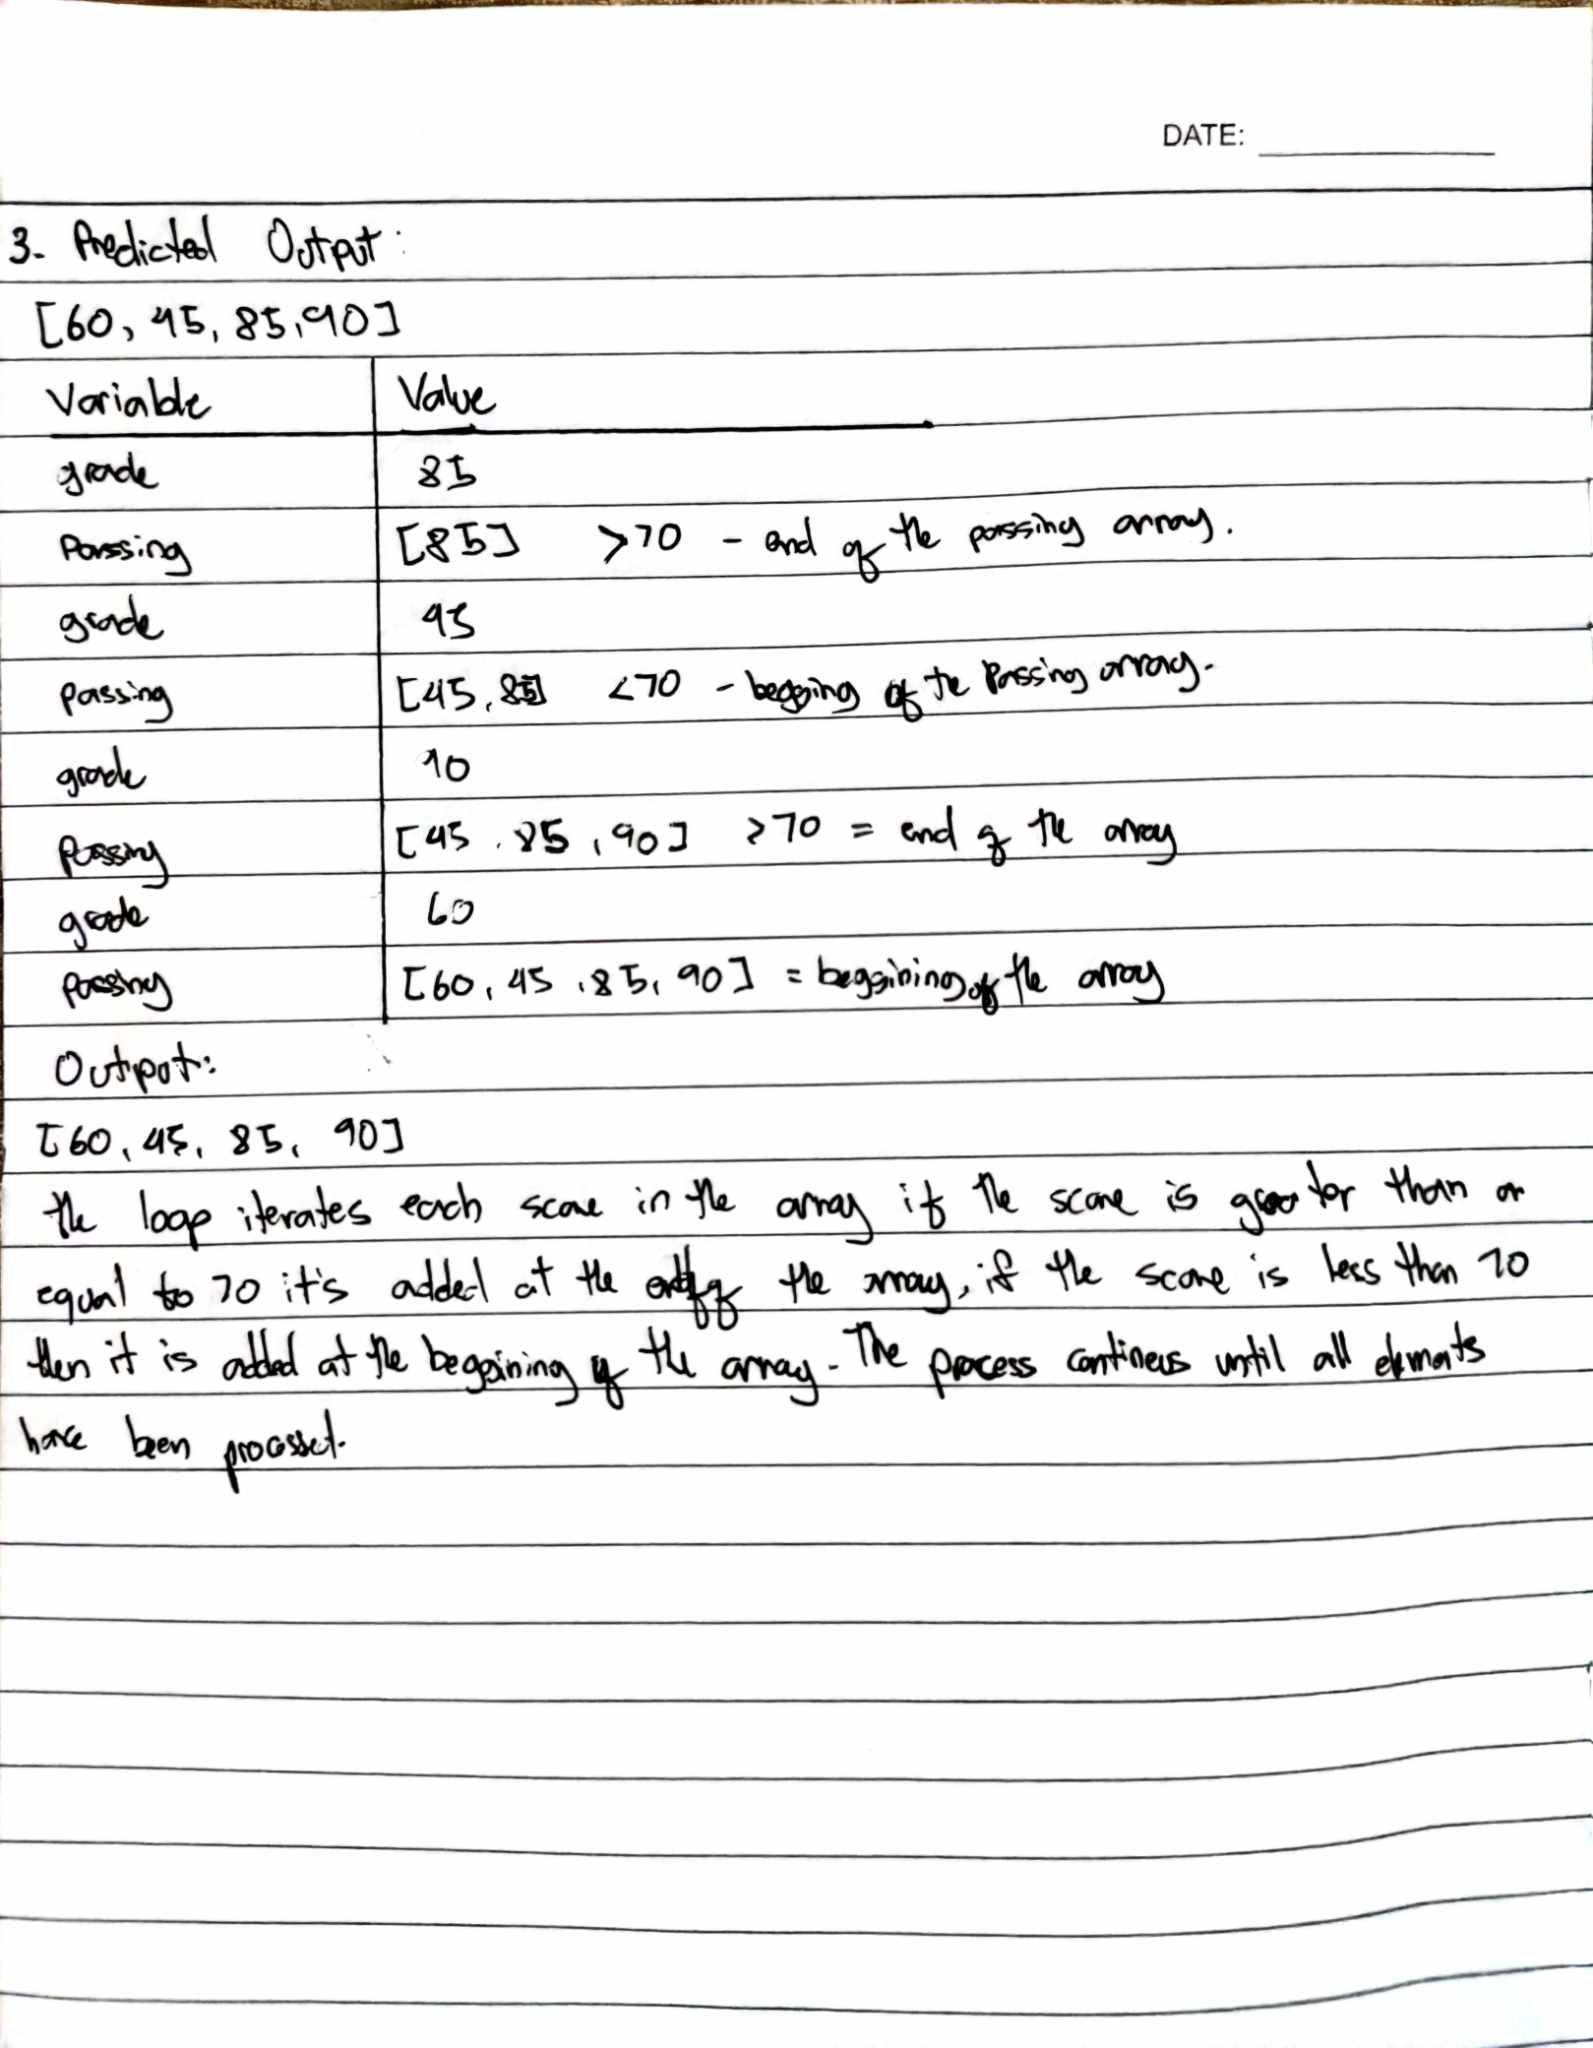 DATE:
3. Predicted Output:
[60, 45, 85, 90]
Variable Value
grade 85
Passing [85] >70 - end of the passing array.
grade 45
passing [45, 85] <70 - begging of the Passing array.
grade 90
Passing [45, 85, 90] >70 = end of the array
grade 60
passing [60, 45, 85, 90] = beggining of the array
Output:
[60, 45, 85, 90]
the loop iterates each score in the array if the score is greater than or
equal to 70 it's added at the end of the array, if the score is less than 70
then it is added at the beggining of the array. The process continues until all elements
have been processed.